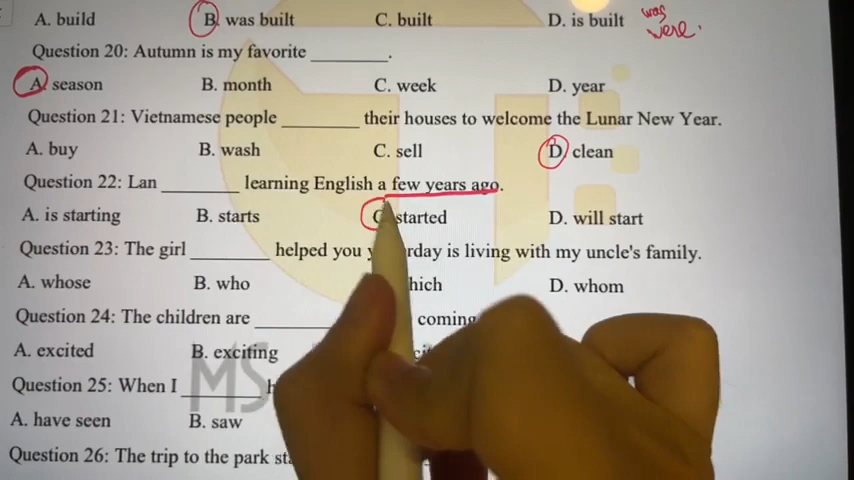 A. build B. was built C. built D. is built was
were.
Question 20: Autumn is my favorite ________.
A. season B. month C. week D. year
Question 21: Vietnamese people ________ their houses to welcome the Lunar New Year.
A. buy B. wash C. sell D. clean
Question 22: Lan ________ learning English a few years ago.
A. is starting B. starts C. started D. will start
Question 23: The girl ________ helped you is living with my uncle's family.
A. whose B. who D. whom
Question 24: The children are ________ coming
A. excited B. exciting
MS
Question 25: When I ________
A. have seen B. saw
Question 26: The trip to the park